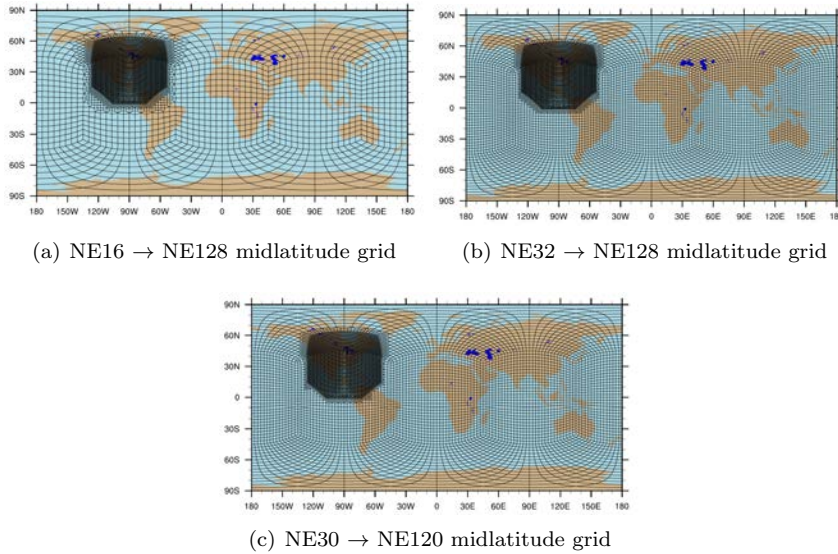 90N 90N
60N 60N
30N 30N
0 0
30S 30S
60S 60S
90S 90S
180 150W 120W 90W 60W 30W 0 30E 60E 90E 120E 150E 180 180 150W 120W 90W 60W 30W 0 30E 60E 90E 120E 150E 180
(a) NE16 → NE128 midlatitude grid (b) NE32 → NE128 midlatitude grid
90N
60N
30N
0
30S
60S
90S
180 150W 120W 90W 60W 30W 0 30E 60E 90E 120E 150E 180
(c) NE30 → NE120 midlatitude grid